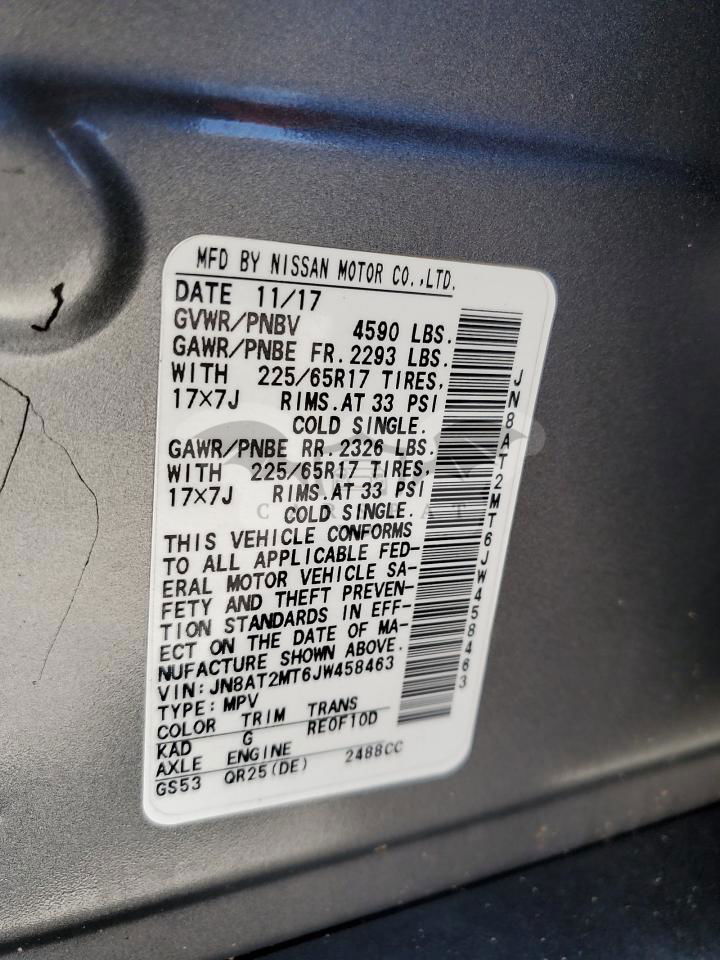 MFD BY NISSAN MOTOR CO.,LTD.
DATE 11/17
GVWR/PNBV 4590 LBS.
GAWR/PNBE FR. 2293 LBS.
WITH 225/65R17 TIRES,
17×7J RIMS.AT 33 PSI
COLD SINGLE.
GAWR/PNBE RR. 2326 LBS.
WITH 225/65R17 TIRES,
17×7J RIMS.AT 33 PSI
COLD SINGLE.
THIS VEHICLE CONFORMS
TO ALL APPLICABLE FED-
ERAL MOTOR VEHICLE SA-
FETY AND THEFT PREVEN-
TION STANDARDS IN EFF-
ECT ON THE DATE OF MA-
NUFACTURE SHOWN ABOVE.
VIN: JN8AT2MT6JW458463
TYPE: MPV
COLOR TRIM TRANS
KAD G RE0F10D
AXLE ENGINE
GS53 QR25(DE) 2488CC
JN8AT2MT6JW458463